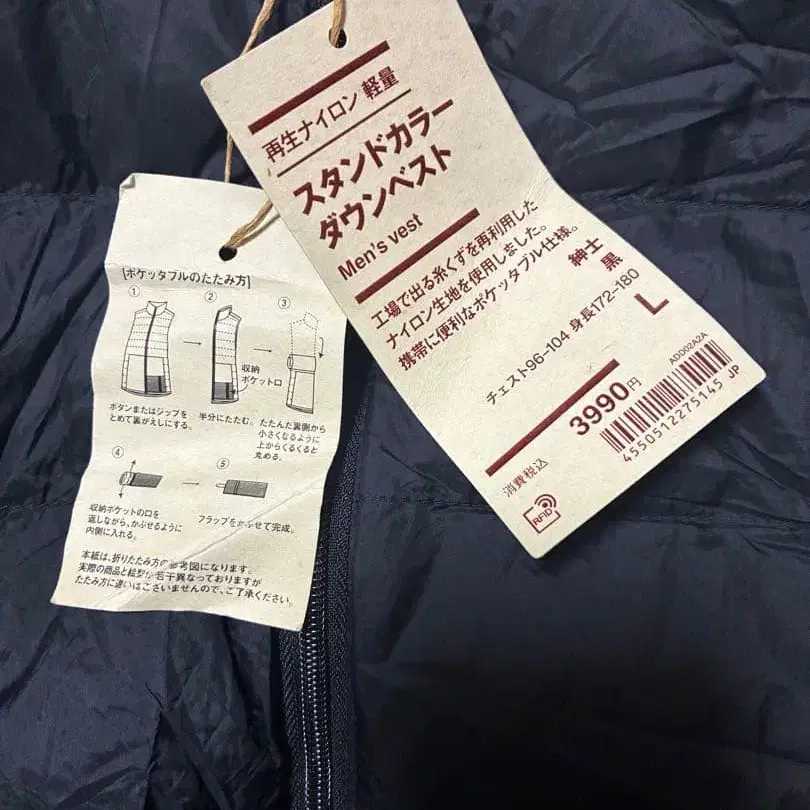 再生ナイロン 軽量
スタンドカラー
ダウンベスト
Men's vest
工場で出る糸くずを再利用した
ナイロン生地を使用しました。
携帯に便利なポケッタブル仕様。
紳士
黒
チェスト96-104 身長172-180
L
3990円
消費税込
ADD02A2A
4550512275145 JP
RFID
[ポケッタブルのたたみ方]
①
②
③
収納
ポケット口
ボタンまたはジップを
とめて裏がえしにする。
半分にたたむ。
たたんだ裏側から
小さくなるように
上からくるくると
丸める。
④
⑤
収納ポケットの口を
返しながら、かぶせるように
内側に入れる。
フラップをかぶせて完成。
本紙は、折りたたみ方の参考図になります。
実際の商品と絵型が若干異なっておりますが
たたみ方に違いはございませんので、ご了承ください。